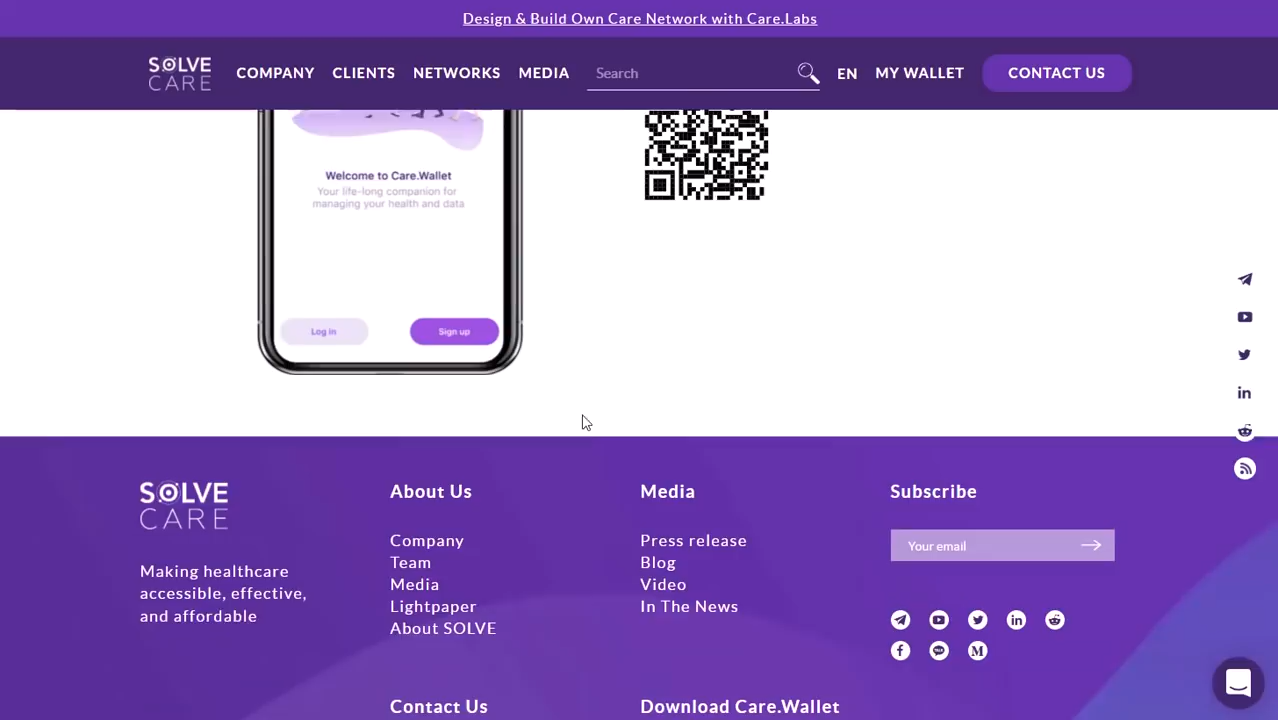 Design & Build Own Care Network with Care.Labs
SOLVE
CARE
COMPANY
CLIENTS
NETWORKS
MEDIA
Search
EN
MY WALLET
CONTACT US
Welcome to Care.Wallet
Your life-long companion for
managing your health and data
Log in
Sign up
SOLVE
CARE
Making healthcare
accessible, effective,
and affordable
About Us
Company
Team
Media
Lightpaper
About SOLVE
Media
Press release
Blog
Video
In The News
Subscribe
Your email
Contact Us
Download Care.Wallet